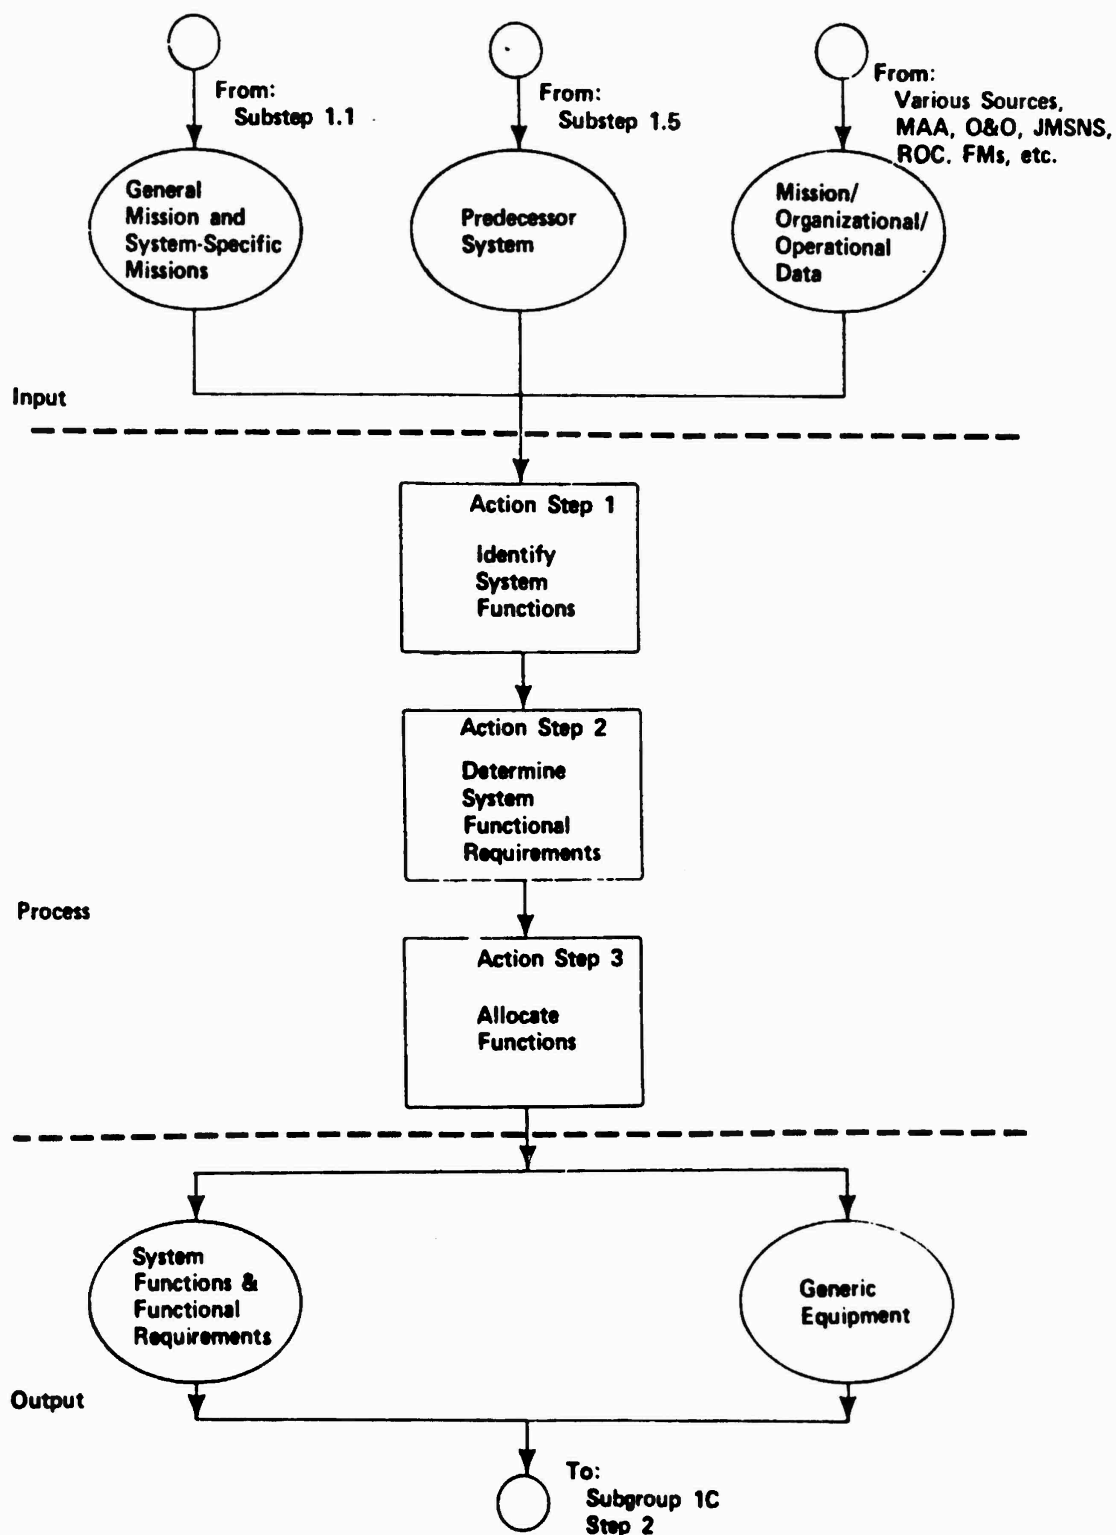 From:
Substep 1.1
From:
Substep 1.5
From:
Various Sources,
MAA, O&O, JMSNS,
ROC. FMs, etc.
General
Mission and
System-Specific
Missions
Predecessor
System
Mission/
Organizational/
Operational
Data
Input
Action Step 1
Identify
System
Functions
Action Step 2
Determine
System
Functional
Requirements
Process
Action Step 3
Allocate
Functions
System
Functions &
Functional
Requirements
Generic
Equipment
Output
To:
Subgroup 1C
Step 2